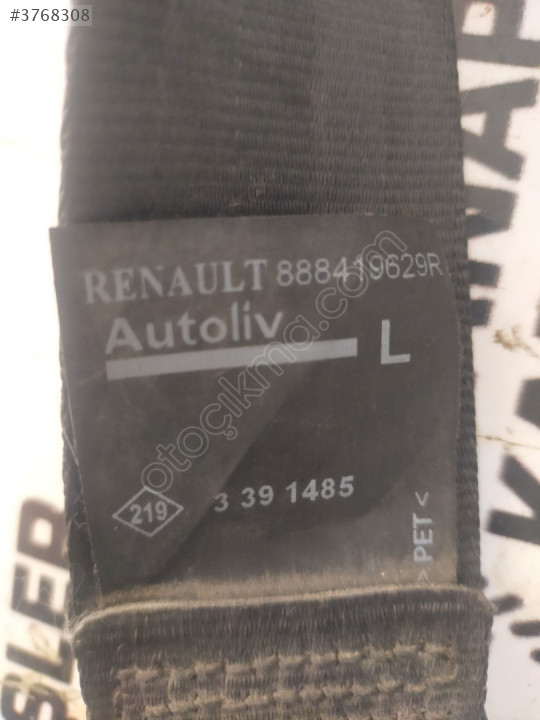 #3768308
RENAULT 888419629R
Autoliv
L
otoçıkma.com
219
3 39 1485
> PET <